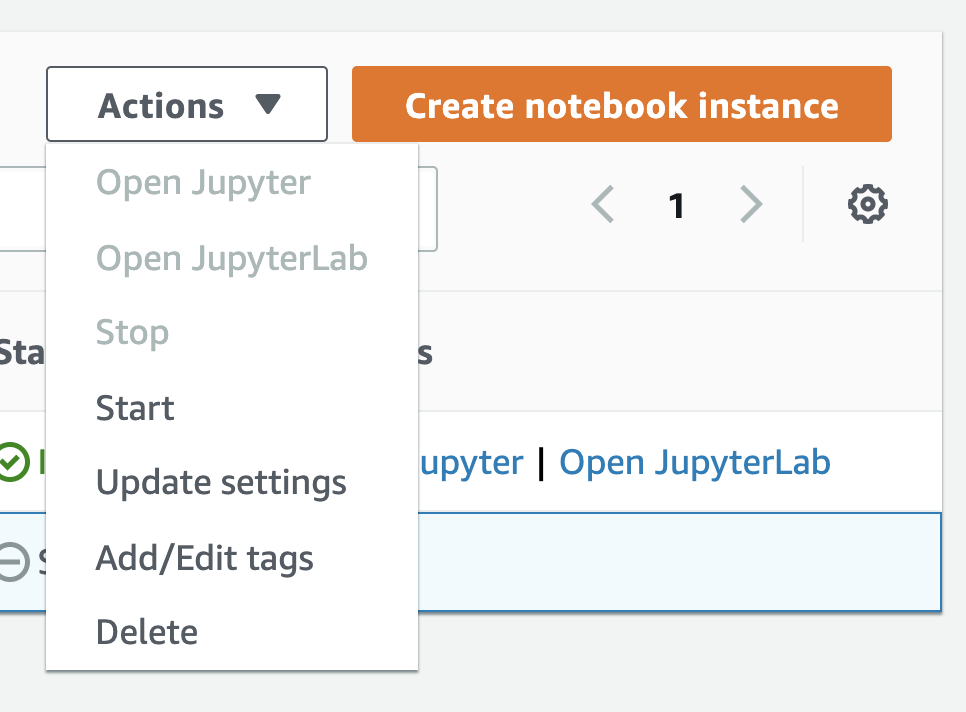 Actions ▼ Create notebook instance
Open Jupyter
1
Open JupyterLab
Stop
Start
upyter | Open JupyterLab
Update settings
Add/Edit tags
Delete